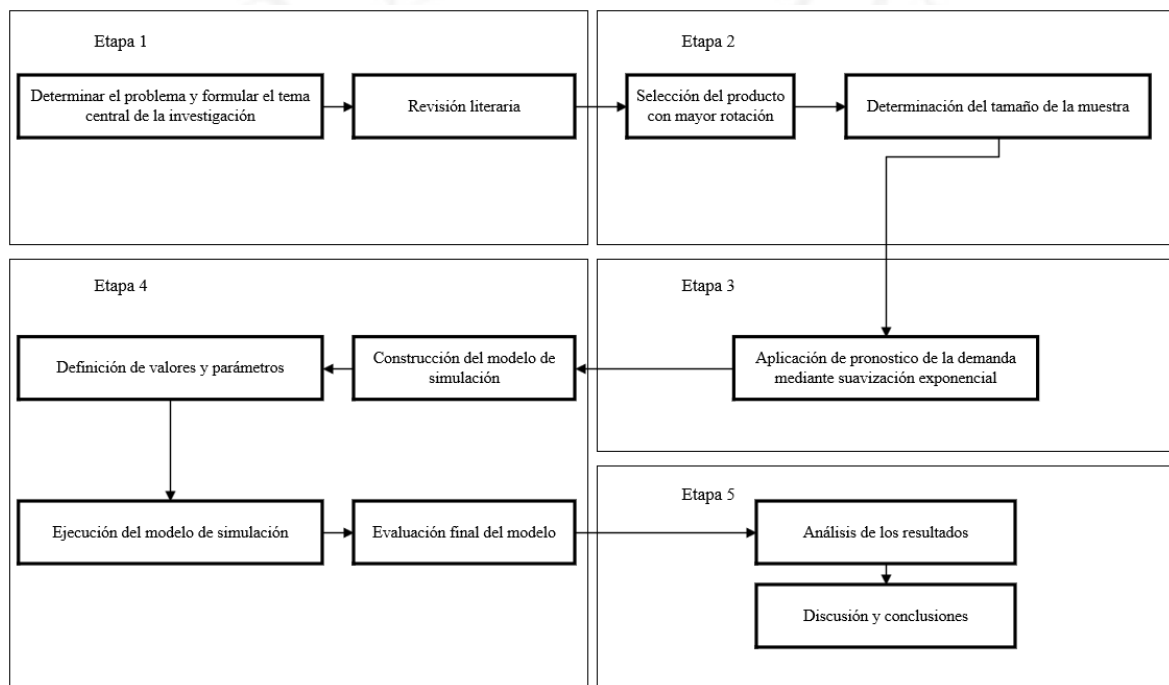 Etapa 1
Determinar el problema y formular el tema
central de la investigación
Revisión literaria
Etapa 2
Selección del producto
con mayor rotación
Determinación del tamaño de la muestra
Etapa 3
Aplicación de pronostico de la demanda
mediante suavización exponencial
Etapa 4
Construcción del modelo de
simulación
Definición de valores y parámetros
Ejecución del modelo de simulación
Evaluación final del modelo
Etapa 5
Análisis de los resultados
Discusión y conclusiones